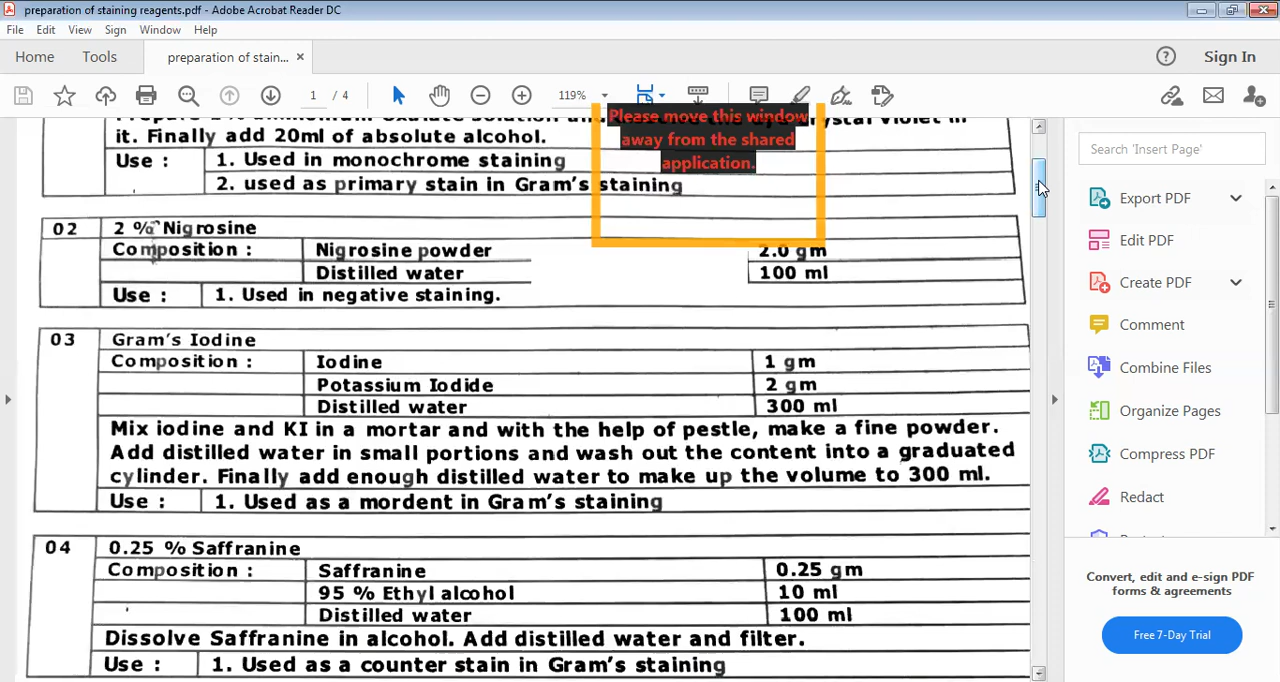 preparation of staining reagents.pdf - Adobe Acrobat Reader DC
File Edit View Sign Window Help
Home Tools preparation of stain... × Sign In
1 / 4 119%
Crystal Violet in
Please move this window
away from the shared
application.
it. Finally add 20ml of absolute alcohol.
Use : 1. Used in monochrome staining
2. used as primary stain in Gram's staining
02 2 % Nigrosine
Composition : Nigrosine powder 2.0 gm
Distilled water 100 ml
Use : 1. Used in negative staining.
03 Gram's Iodine
Composition : Iodine 1 gm
Potassium Iodide 2 gm
Distilled water 300 ml
Mix iodine and KI in a mortar and with the help of pestle, make a fine powder.
Add distilled water in small portions and wash out the content into a graduated
cylinder. Finally add enough distilled water to make up the volume to 300 ml.
Use : 1. Used as a mordent in Gram's staining
04 0.25 % Saffranine
Composition : Saffranine 0.25 gm
95 % Ethyl alcohol 10 ml
Distilled water 100 ml
Dissolve Saffranine in alcohol. Add distilled water and filter.
Use : 1. Used as a counter stain in Gram's staining
Search 'Insert Page'
Export PDF
Edit PDF
Create PDF
Comment
Combine Files
Organize Pages
Compress PDF
Redact
Convert, edit and e-sign PDF
forms & agreements
Free 7-Day Trial